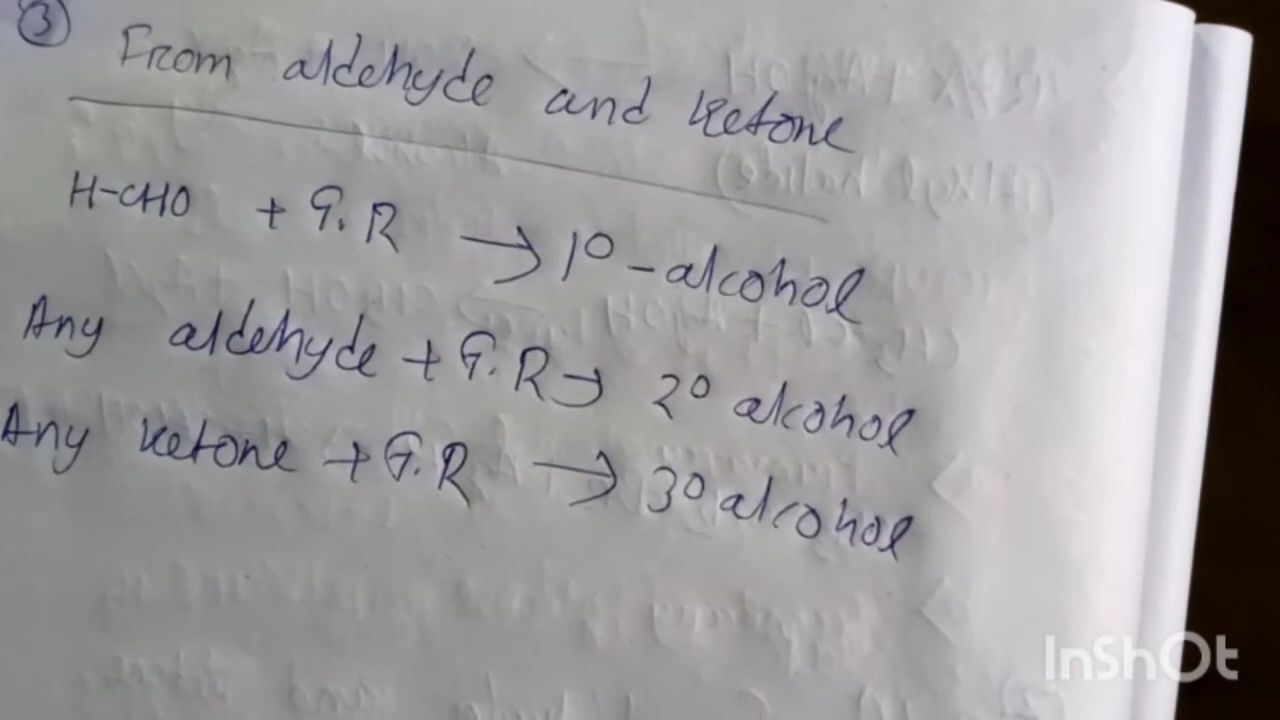 ③ From aldehyde and ketone
H-CHO + G.R → 1° - alcohol
Any aldehyde + G.R → 2° alcohol
Any ketone + G.R → 3° alcohol
InShOt